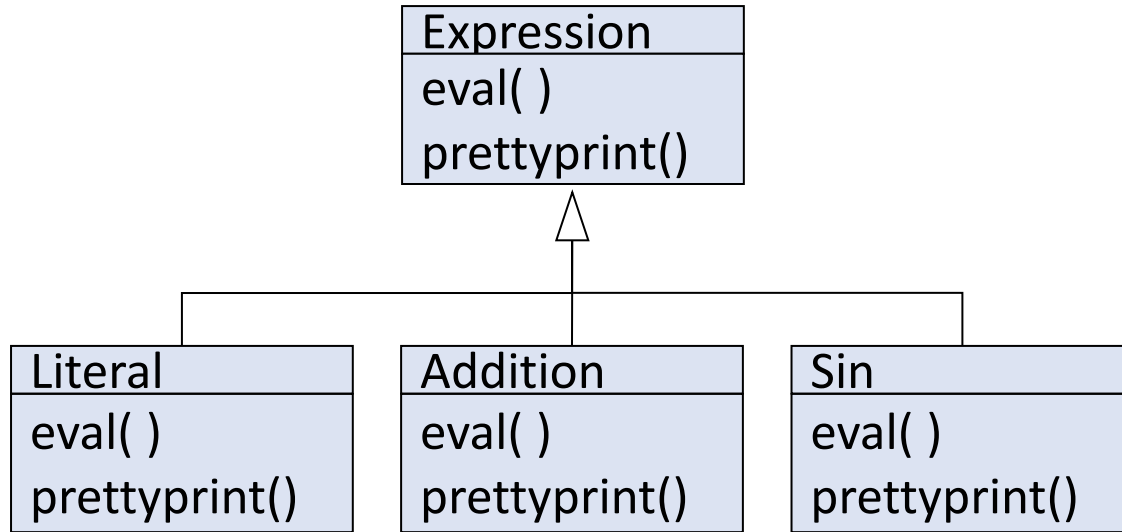 Expression
eval( )
prettyprint()
Literal
eval( )
prettyprint()
Addition
eval( )
prettyprint()
Sin
eval( )
prettyprint()